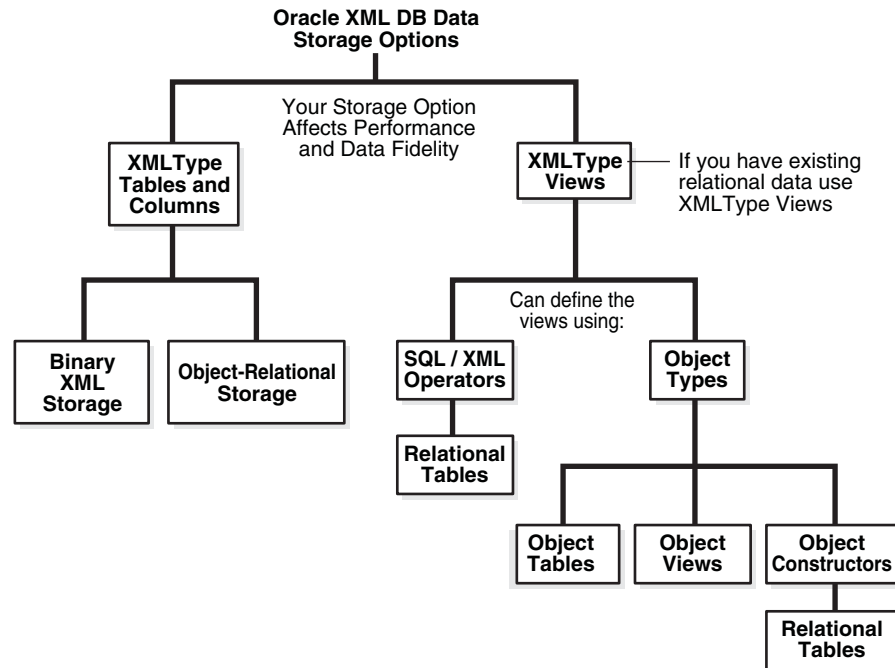 Oracle XML DB Data
Storage Options
Your Storage Option
Affects Performance
and Data Fidelity
XMLType
Tables and
Columns
XMLType
Views
If you have existing
relational data use
XMLType Views
Can define the
views using:
Binary
XML
Storage
Object-Relational
Storage
SQL / XML
Operators
Object
Types
Relational
Tables
Object
Tables
Object
Views
Object
Constructors
Relational
Tables